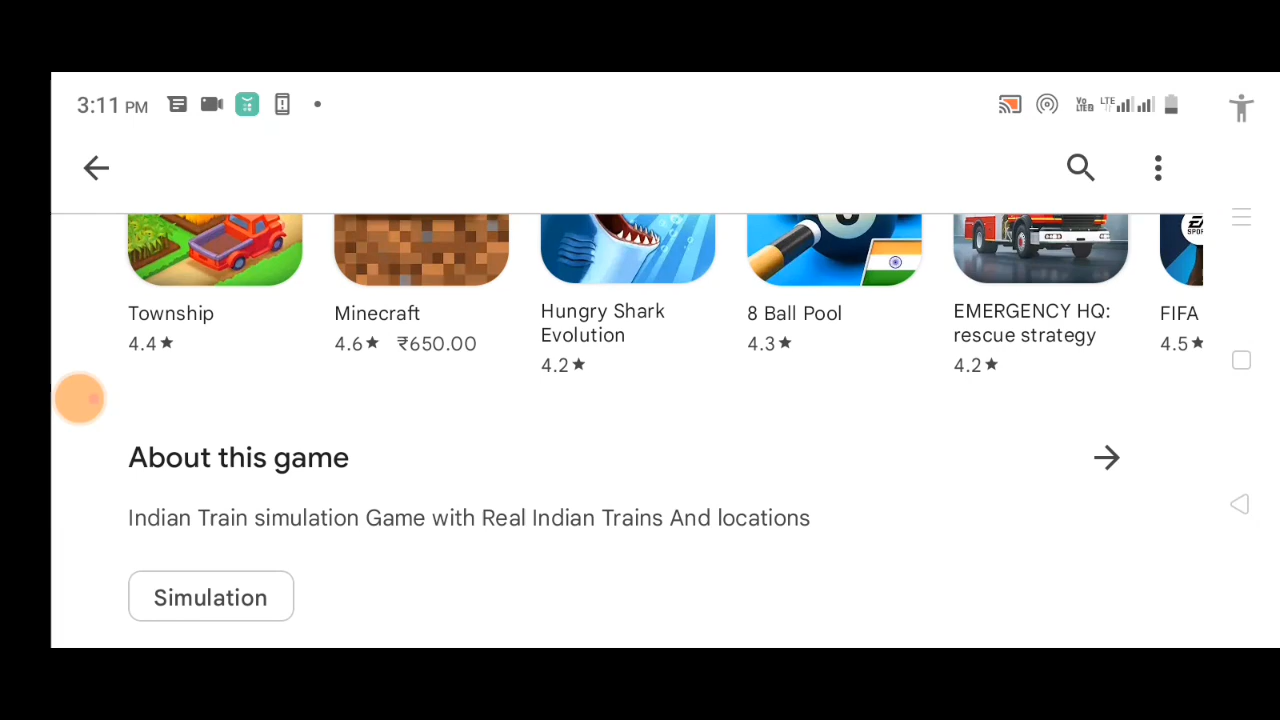 3:11 PM
Township
4.4★
Minecraft
4.6★ ₹650.00
Hungry Shark
Evolution
4.2★
8 Ball Pool
4.3★
EMERGENCY HQ:
rescue strategy
4.2★
FIFA
4.5★
About this game
Indian Train simulation Game with Real Indian Trains And locations
Simulation